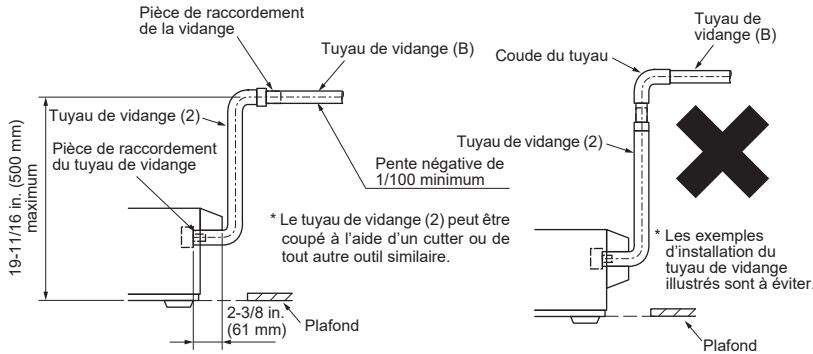 Pièce de raccordement
de la vidange
Tuyau de vidange (B)
Tuyau de vidange (2)
Pièce de raccordement
du tuyau de vidange
19-11/16 in. (500 mm)
maximum
Pente négative de
1/100 minimum
* Le tuyau de vidange (2) peut être
coupé à l’aide d’un cutter ou de
tout autre outil similaire.
2-3/8 in.
(61 mm)
Plafond
Tuyau de
vidange (B)
Coude du tuyau
Tuyau de vidange (2)
* Les exemples
d’installation du
tuyau de vidange
illustrés sont à éviter.
Plafond